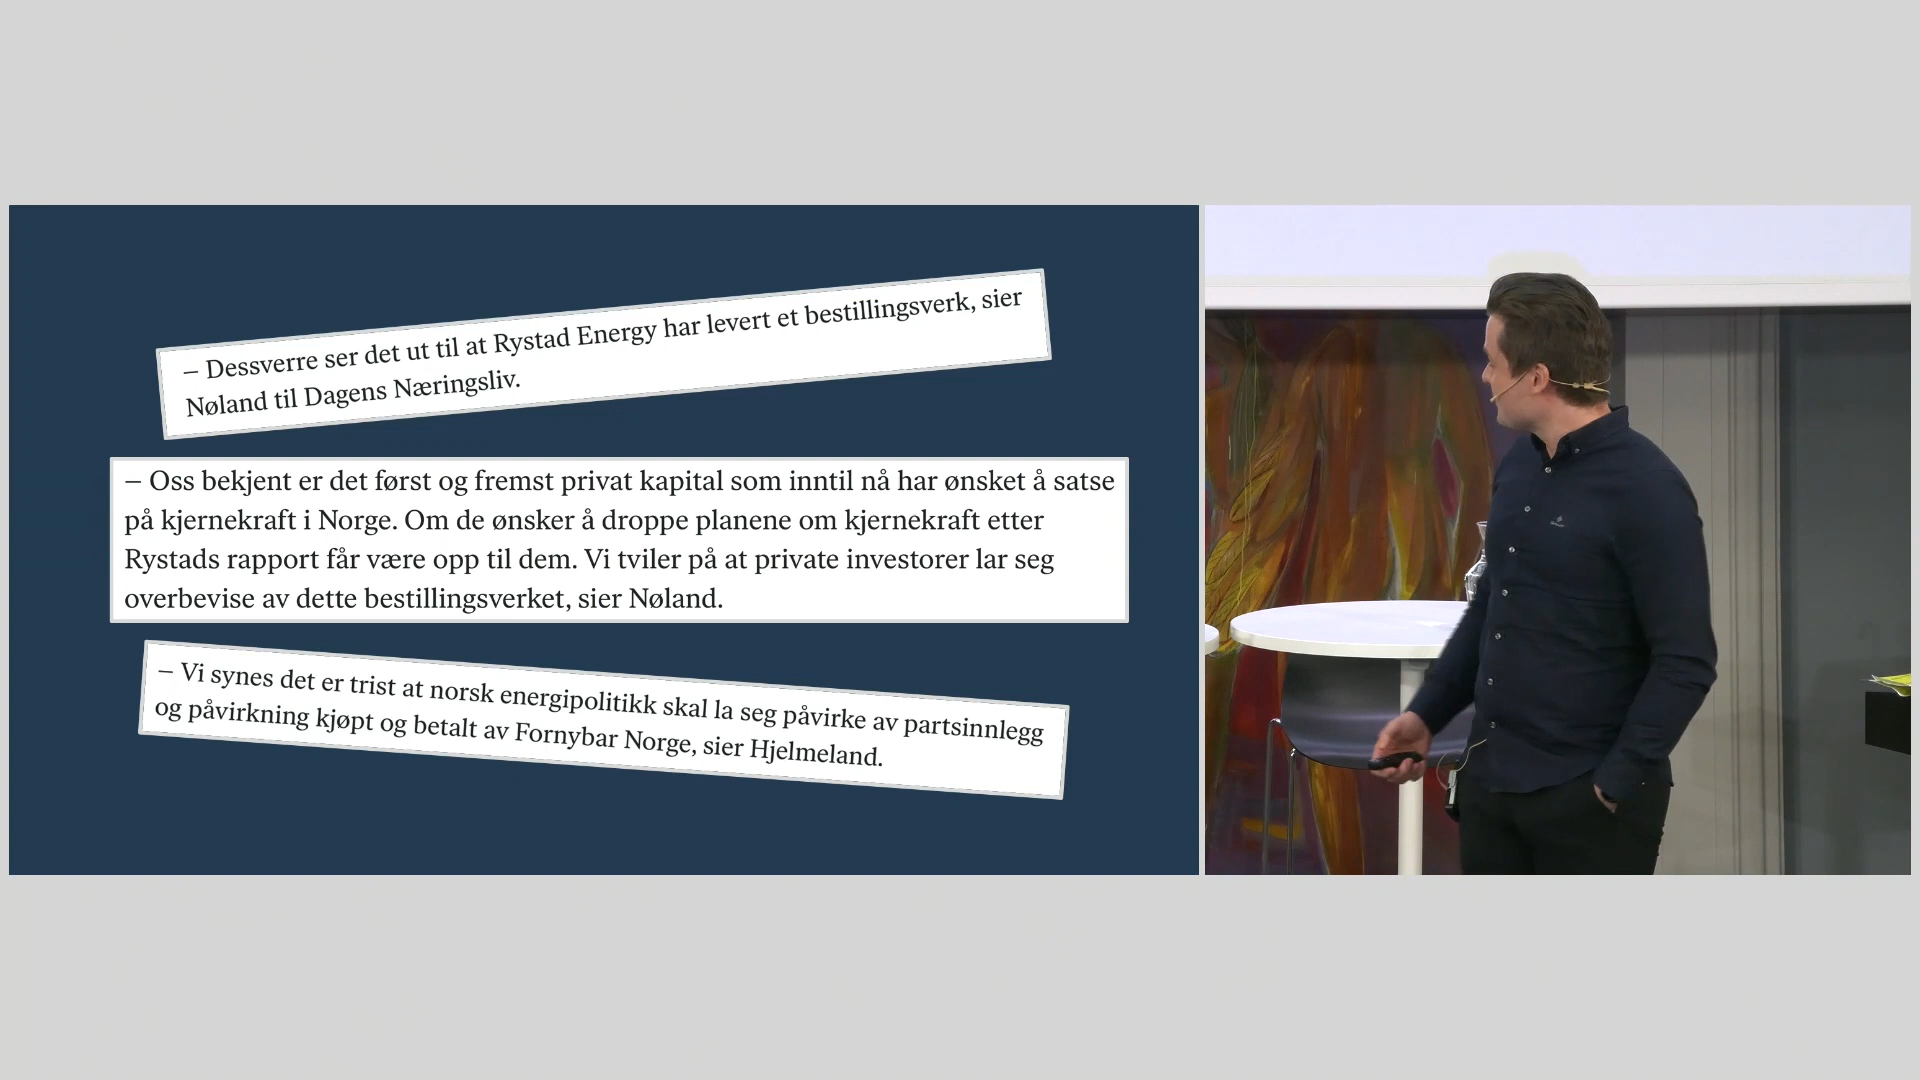 – Dessverre ser det ut til at Rystad Energy har levert et bestillingsverk, sier
Nøland til Dagens Næringsliv.
– Oss bekjent er det først og fremst privat kapital som inntil nå har ønsket å satse
på kjernekraft i Norge. Om de ønsker å droppe planene om kjernekraft etter
Rystads rapport får være opp til dem. Vi tviler på at private investorer lar seg
overbevise av dette bestillingsverket, sier Nøland.
– Vi synes det er trist at norsk energipolitikk skal la seg påvirke av partsinnlegg
og påvirkning kjøpt og betalt av Fornybar Norge, sier Hjelmeland.